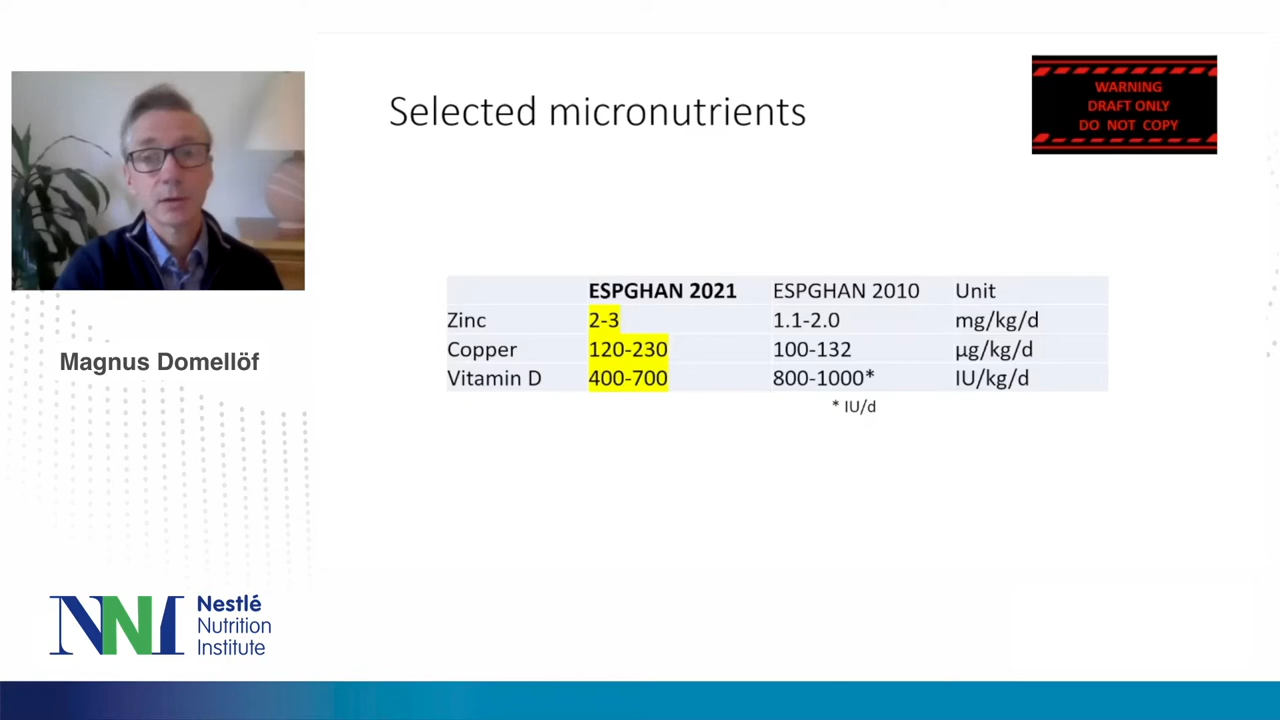 Selected micronutrients
WARNING
DRAFT ONLY
DO NOT COPY
ESPGHAN 2021 ESPGHAN 2010 Unit
Zinc 2-3 1.1-2.0 mg/kg/d
Copper 120-230 100-132 µg/kg/d
Vitamin D 400-700 800-1000* IU/kg/d
* IU/d
Magnus Domellöf
NNI
Nestlé
Nutrition
Institute